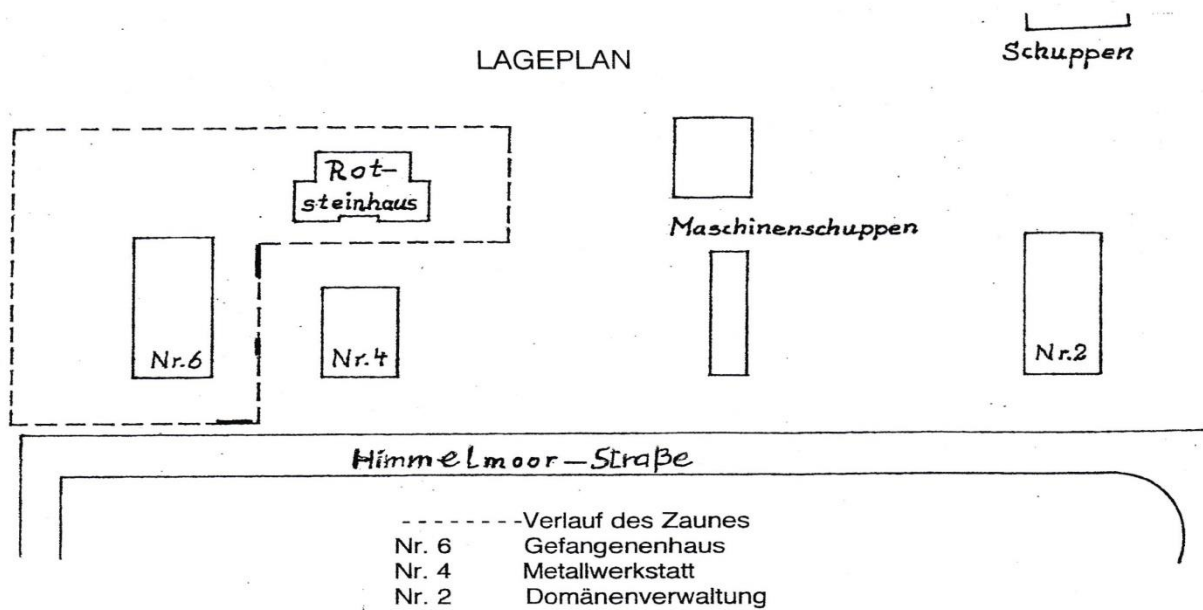 LAGEPLAN
Schuppen
Rot-
steinhaus
Maschinenschuppen
Nr.6
Nr.4
Nr.2
Himmelmoor-Straße
--------Verlauf des Zaunes
Nr. 6 Gefangenenhaus
Nr. 4 Metallwerkstatt
Nr. 2 Domänenverwaltung